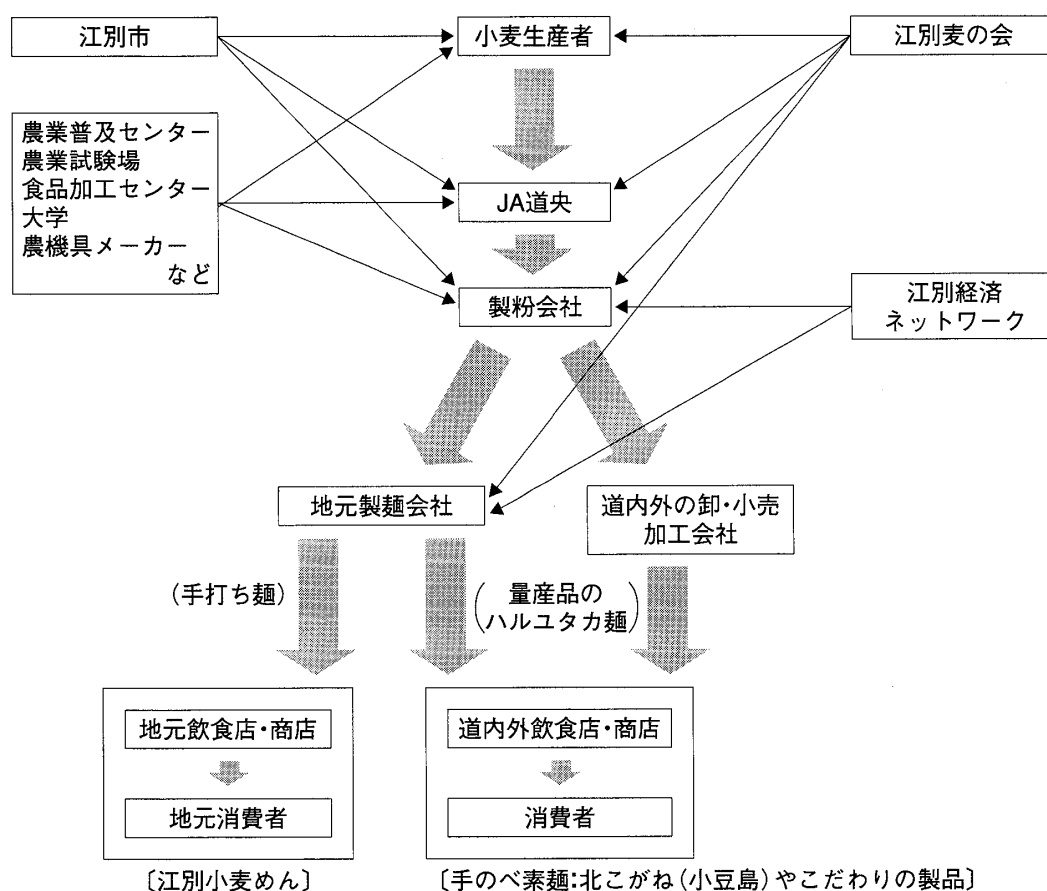 江別市
小麦生産者
江別麦の会
農業普及センター
農業試験場
食品加工センター
大学
農機具メーカー
など
JA道央
製粉会社
江別経済
ネットワーク
地元製麺会社
道内外の卸・小売
加工会社
(手打ち麺)
(量産品の
ハルユタカ麺)
地元飲食店・商店
地元消費者
道内外飲食店・商店
消費者
〔江別小麦めん〕
〔手のべ素麺:北こがね(小豆島)やこだわりの製品〕